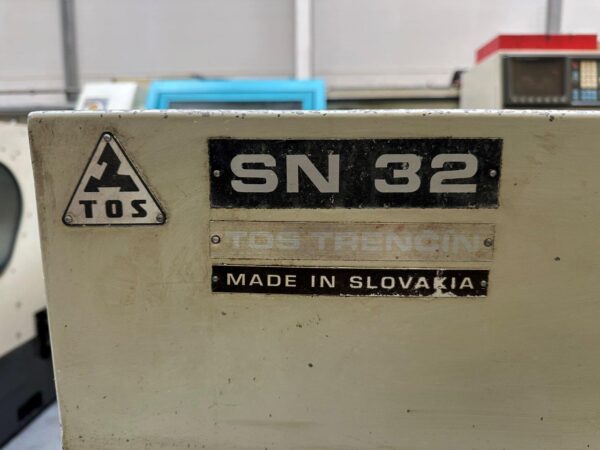 TOS
SN 32
TOS TRENCIN
MADE IN SLOVAKIA